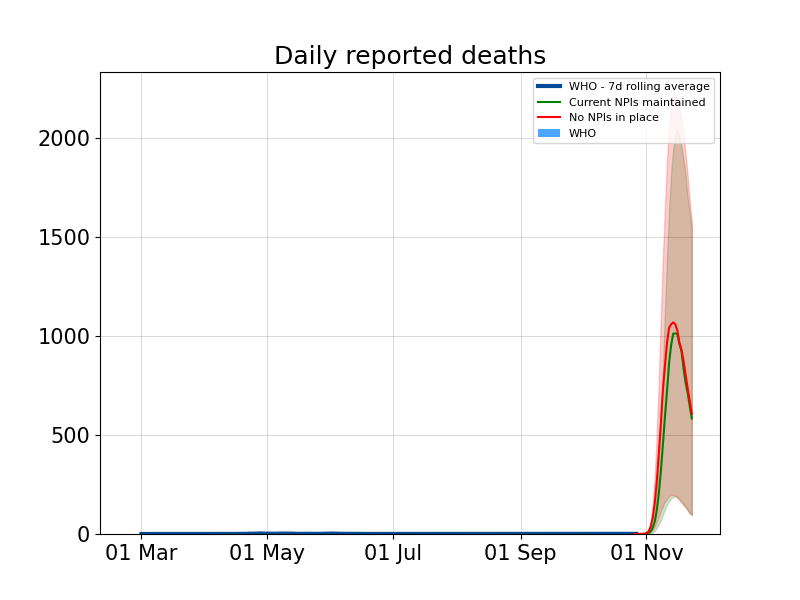 Daily reported deaths
WHO - 7d rolling average
Current NPIs maintained
No NPIs in place
WHO
2000
1500
1000
500
0
01 Mar
01 May
01 Jul
01 Sep
01 Nov